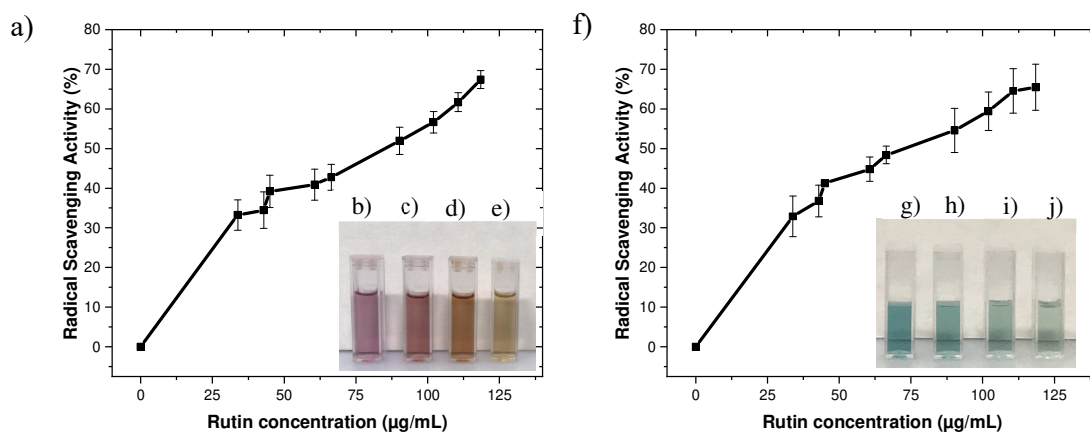 a)
80
70
60
50
40
30
20
10
0
0 25 50 75 100 125
Radical Scavenging Activity (%)
Rutin concentration (µg/mL)
b) c) d) e)
f)
80
70
60
50
40
30
20
10
0
0 25 50 75 100 125
Radical Scavenging Activity (%)
Rutin concentration (µg/mL)
g) h) i) j)